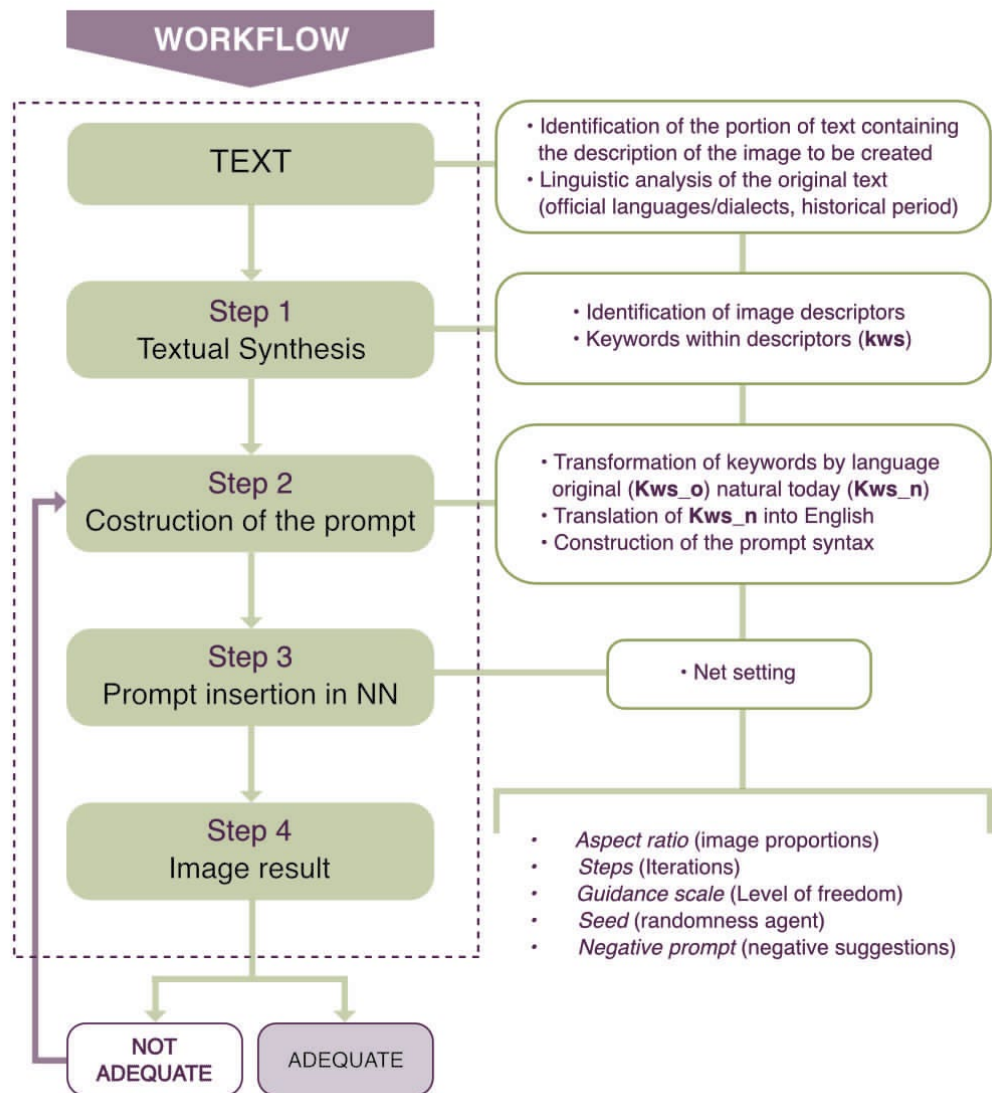 WORKFLOW
TEXT
• Identification of the portion of text containing
the description of the image to be created
• Linguistic analysis of the original text
(official languages/dialects, historical period)
Step 1
Textual Synthesis
• Identification of image descriptors
• Keywords within descriptors (kws)
Step 2
Costruction of the prompt
• Transformation of keywords by language
original (Kws_o) natural today (Kws_n)
• Translation of Kws_n into English
• Construction of the prompt syntax
Step 3
Prompt insertion in NN
• Net setting
Step 4
Image result
• Aspect ratio (image proportions)
• Steps (Iterations)
• Guidance scale (Level of freedom)
• Seed (randomness agent)
• Negative prompt (negative suggestions)
NOT
ADEQUATE
ADEQUATE